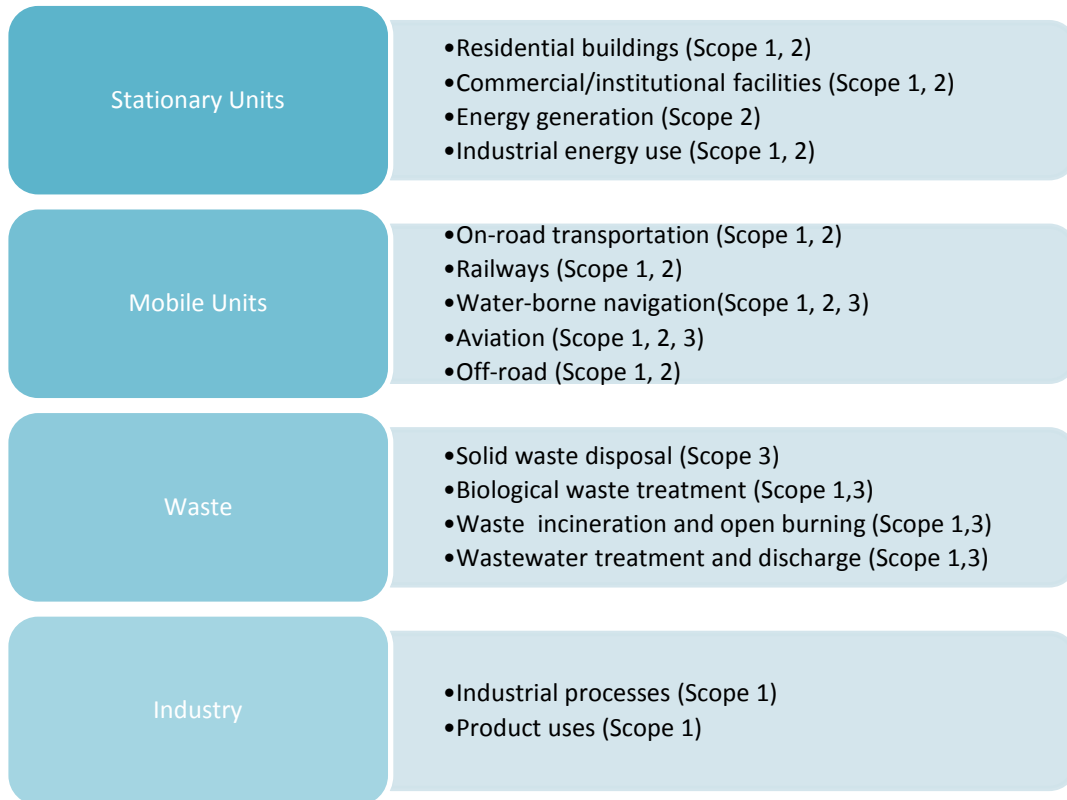 Stationary Units
•Residential buildings (Scope 1, 2)
•Commercial/institutional facilities (Scope 1, 2)
•Energy generation (Scope 2)
•Industrial energy use (Scope 1, 2)
Mobile Units
•On-road transportation (Scope 1, 2)
•Railways (Scope 1, 2)
•Water-borne navigation(Scope 1, 2, 3)
•Aviation (Scope 1, 2, 3)
•Off-road (Scope 1, 2)
Waste
•Solid waste disposal (Scope 3)
•Biological waste treatment (Scope 1,3)
•Waste  incineration and open burning (Scope 1,3)
•Wastewater treatment and discharge (Scope 1,3)
Industry
•Industrial processes (Scope 1)
•Product uses (Scope 1)